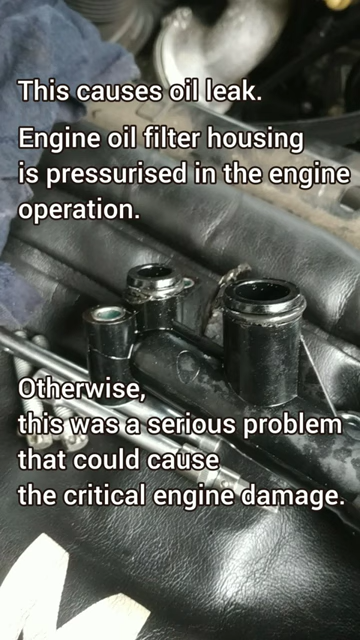 This causes oil leak.
Engine oil filter housing
is pressurised in the engine
operation.
Otherwise,
this was a serious problem
that could cause
the critical engine damage.